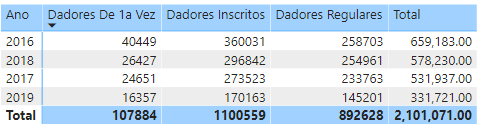 Ano Dadores De 1a Vez Dadores Inscritos Dadores Regulares Total
2016 40449 360031 258703 659,183.00
2018 26427 296842 254961 578,230.00
2017 24651 273523 233763 531,937.00
2019 16357 170163 145201 331,721.00
Total 107884 1100559 892628 2,101,071.00